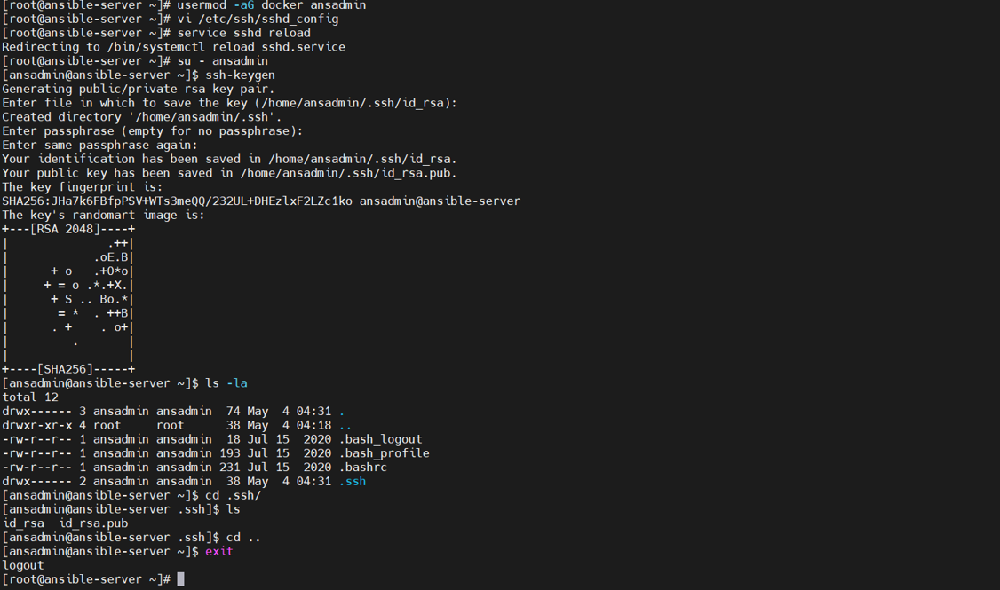 [root@ansible-server ~]# usermod -aG docker ansadmin
[root@ansible-server ~]# vi /etc/ssh/sshd_config
[root@ansible-server ~]# service sshd reload
Redirecting to /bin/systemctl reload sshd.service
[root@ansible-server ~]# su - ansadmin
[ansadmin@ansible-server ~]$ ssh-keygen
Generating public/private rsa key pair.
Enter file in which to save the key (/home/ansadmin/.ssh/id_rsa):
Created directory '/home/ansadmin/.ssh'.
Enter passphrase (empty for no passphrase):
Enter same passphrase again:
Your identification has been saved in /home/ansadmin/.ssh/id_rsa.
Your public key has been saved in /home/ansadmin/.ssh/id_rsa.pub.
The key fingerprint is:
SHA256:JHa7k6FBfpPSV+WTs3meQQ/232UL+DHEzlxF2LZc1ko ansadmin@ansible-server
The key's randomart image is:
+---[RSA 2048]----+
|              .++|
|            .oE.B|
|      + o   .+O*o|
|     + = o .*.+X.|
|      + S .. Bo.*|
|       = *  . ++B|
|      . +    . o+|
|         .       |
|                 |
+----[SHA256]-----+
[ansadmin@ansible-server ~]$ ls -la
total 12
drwx------ 3 ansadmin ansadmin  74 May  4 04:31 .
drwxr-xr-x 4 root     root      38 May  4 04:18 ..
-rw-r--r-- 1 ansadmin ansadmin  18 Jul 15  2020 .bash_logout
-rw-r--r-- 1 ansadmin ansadmin 193 Jul 15  2020 .bash_profile
-rw-r--r-- 1 ansadmin ansadmin 231 Jul 15  2020 .bashrc
drwx------ 2 ansadmin ansadmin  38 May  4 04:31 .ssh
[ansadmin@ansible-server ~]$ cd .ssh/
[ansadmin@ansible-server .ssh]$ ls
id_rsa  id_rsa.pub
[ansadmin@ansible-server .ssh]$ cd ..
[ansadmin@ansible-server ~]$ exit
logout
[root@ansible-server ~]#